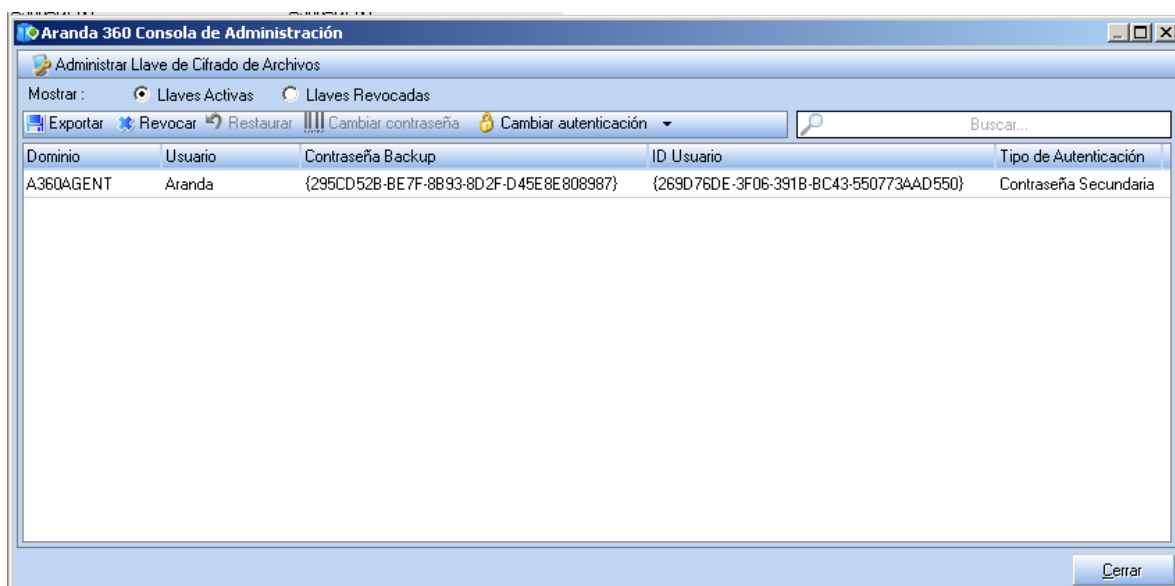 Aranda 360 Consola de Administración
Administrar Llave de Cifrado de Archivos
Mostrar : Llaves Activas Llaves Revocadas
Exportar Revocar Restaurar Cambiar contraseña Cambiar autenticación Buscar...
Dominio Usuario Contraseña Backup ID Usuario Tipo de Autenticación
A360AGENT Aranda {295CD52B-BE7F-8B93-8D2F-D45E8E808987} {269D76DE-3F06-391B-BC43-550773AAD550} Contraseña Secundaria
Cerrar